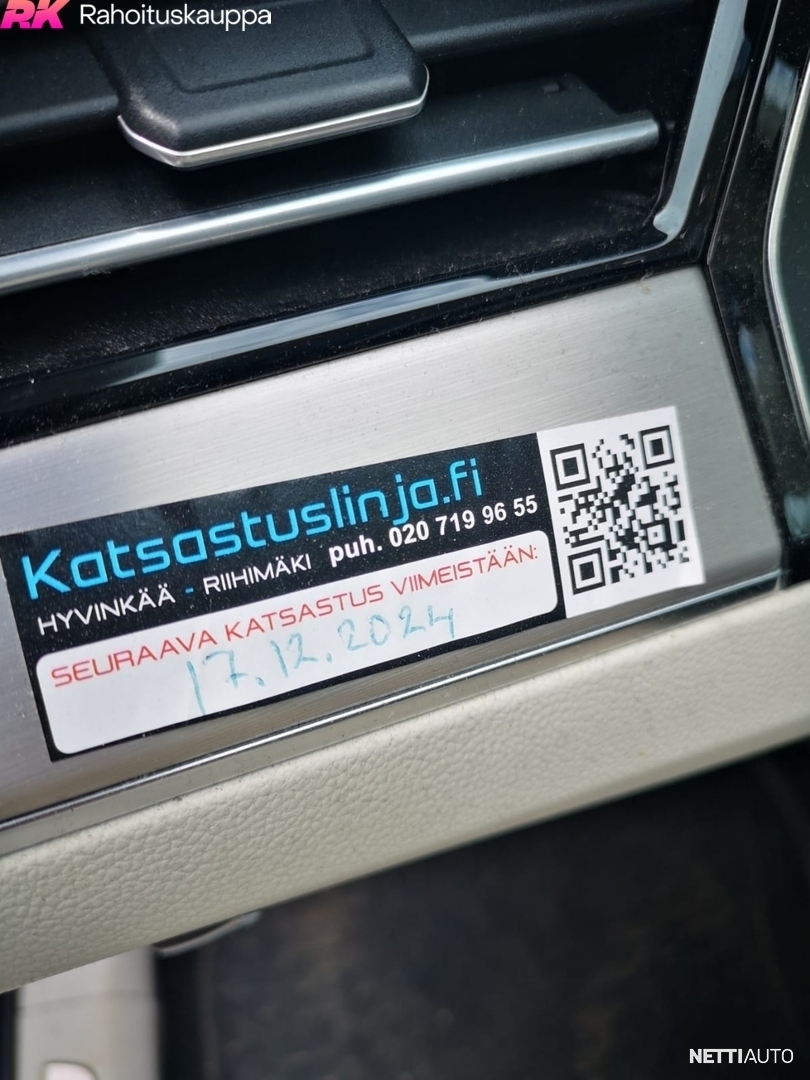 RK Rahoituskauppa
Katsastuslinja.fi
HYVINKÄÄ - RIIHIMÄKI puh. 020 719 96 55
SEURAAVA KATSASTUS VIIMEISTÄÄN:
17.12.2024
NETTIAUTO